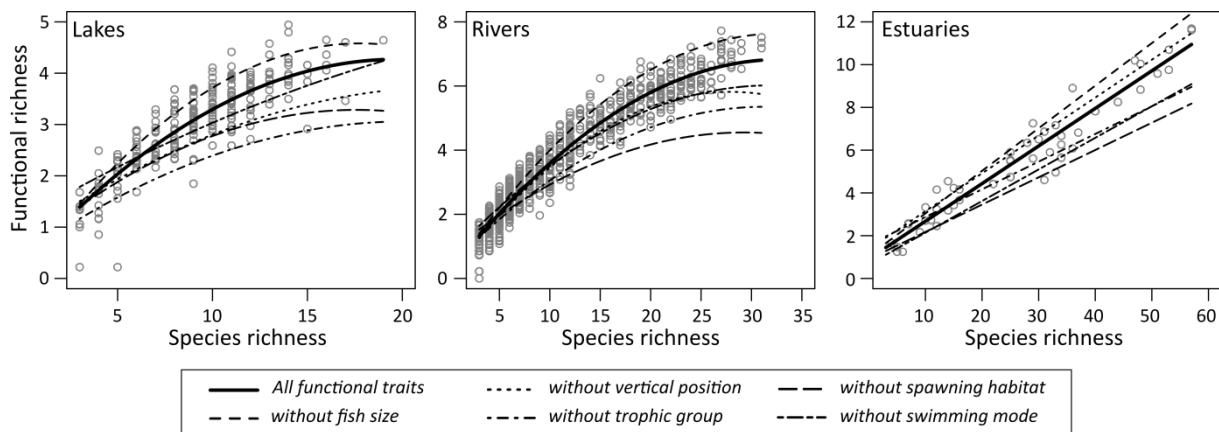 Lakes
Rivers
Estuaries
Functional richness
5
4
3
2
1
0
8
6
4
2
0
12
10
8
6
4
2
0
5 10 15 20
5 10 15 20 25 30 35
10 20 30 40 50 60
Species richness
Species richness
Species richness
All functional traits
without vertical position
without spawning habitat
without fish size
without trophic group
without swimming mode